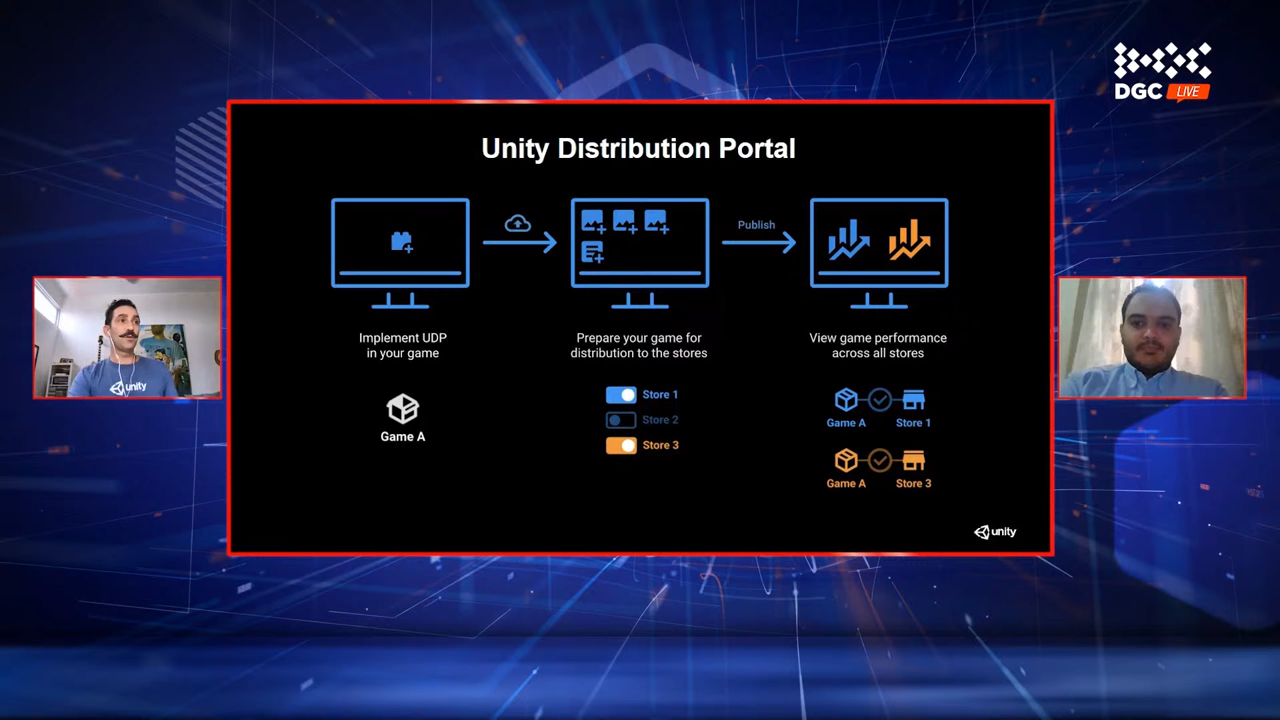 DGC LIVE
Unity Distribution Portal
Publish
Implement UDP
in your game
Prepare your game for
distribution to the stores
View game performance
across all stores
Game A
Store 1
Store 2
Store 3
Game A
Store 1
Game A
Store 3
unity
unity